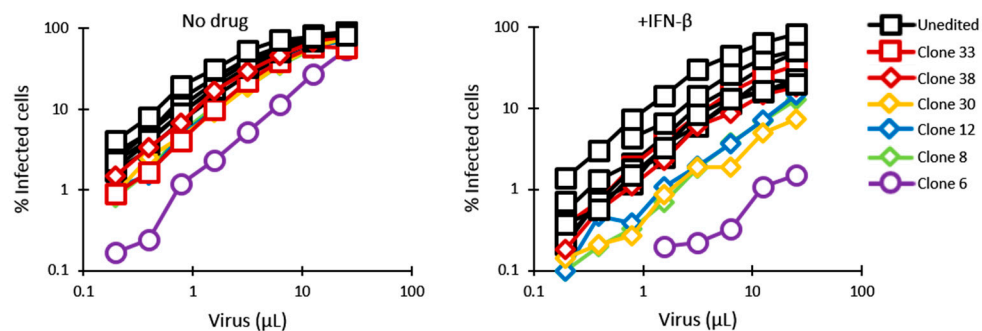 No drug
% Infected cells
100
10
1
0.1
0.1
1
10
100
Virus (µL)
+IFN-β
% Infected cells
100
10
1
0.1
0.1
1
10
100
Virus (µL)
Unedited
Clone 33
Clone 38
Clone 30
Clone 12
Clone 8
Clone 6